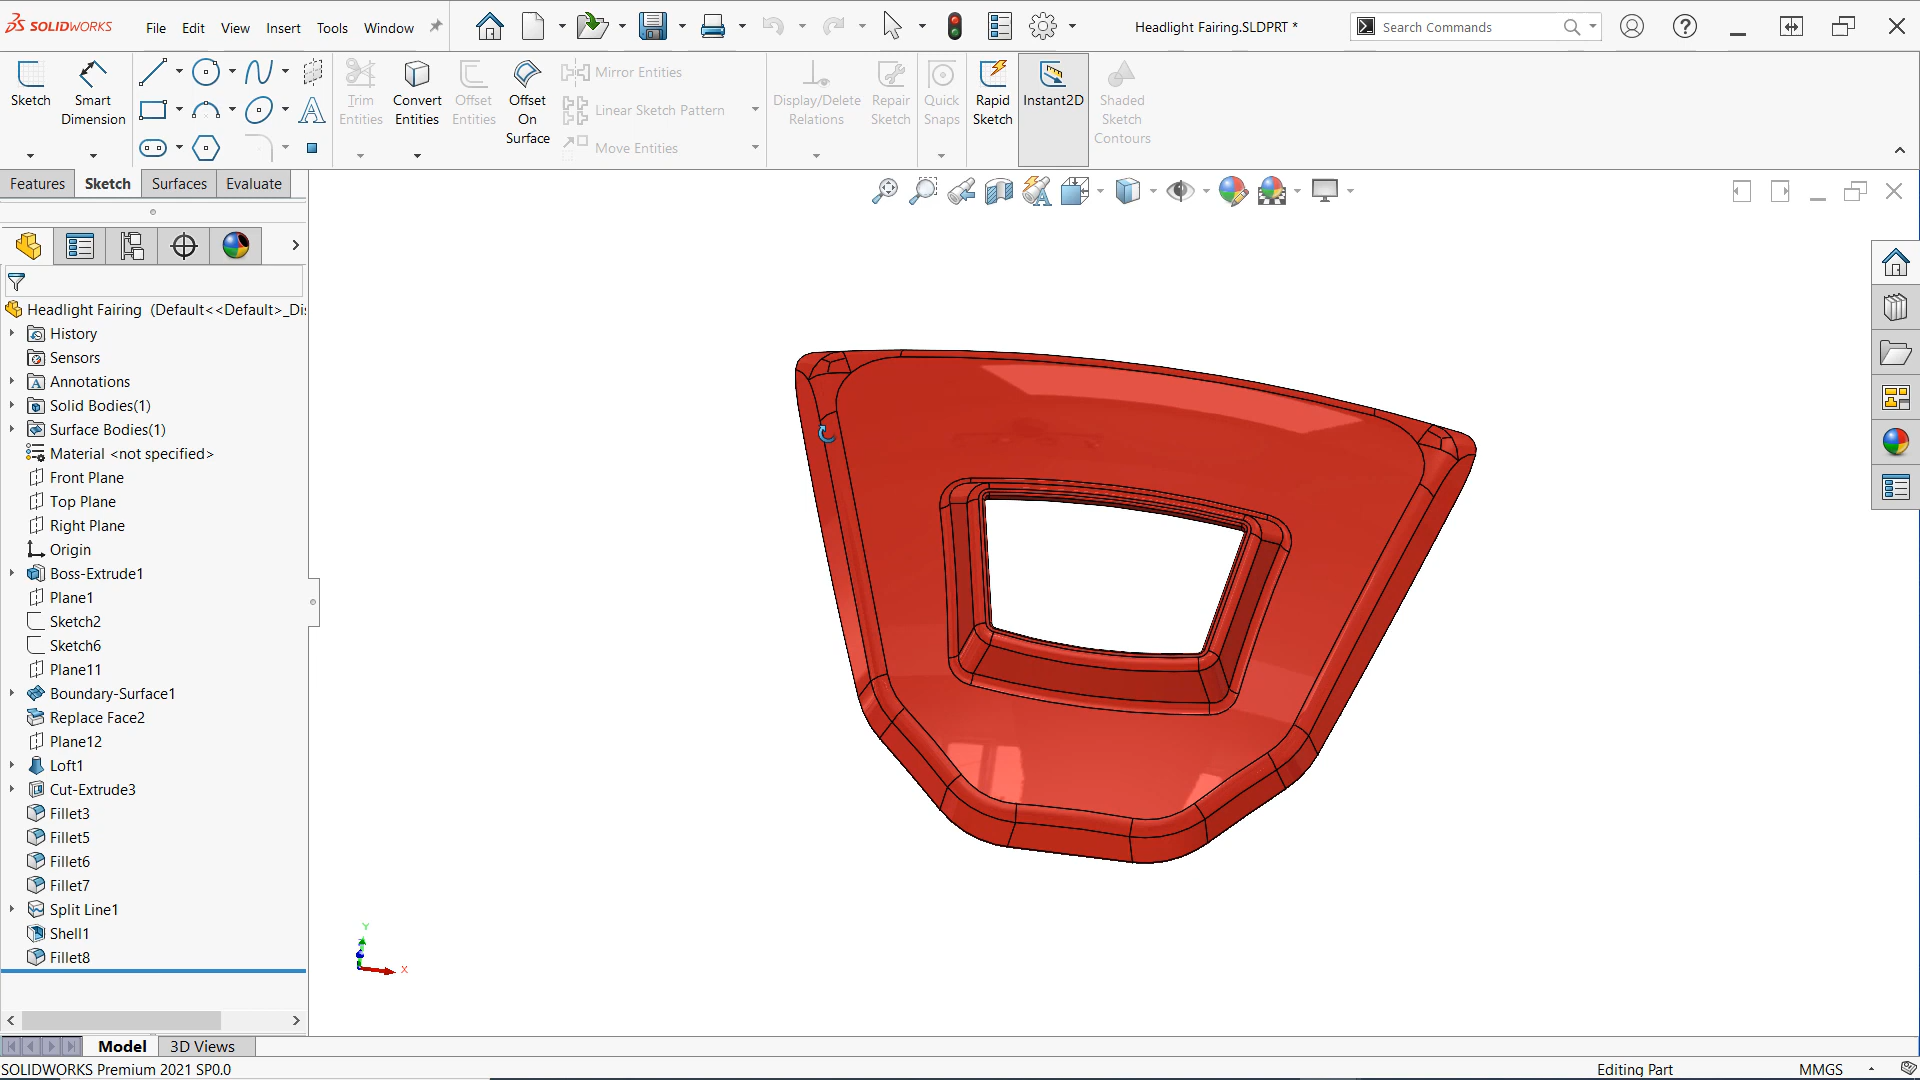 SOLIDWORKS
File Edit View Insert Tools Window
Headlight Fairing.SLDPRT *
Search Commands
Sketch
Smart Dimension
Trim Entities
Convert Entities
Offset Entities
Offset On Surface
Mirror Entities
Linear Sketch Pattern
Move Entities
Display/Delete Relations
Repair Sketch
Quick Snaps
Rapid Sketch
Instant2D
Shaded Sketch Contours
Features Sketch Surfaces Evaluate
Headlight Fairing (Default<<Default>_Di
History
Sensors
Annotations
Solid Bodies(1)
Surface Bodies(1)
Material <not specified>
Front Plane
Top Plane
Right Plane
Origin
Boss-Extrude1
Plane1
Sketch2
Sketch6
Plane11
Boundary-Surface1
Replace Face2
Plane12
Loft1
Cut-Extrude3
Fillet3
Fillet5
Fillet6
Fillet7
Split Line1
Shell1
Fillet8
Y
X
Model 3D Views
SOLIDWORKS Premium 2021 SP0.0
Editing Part
MMGS